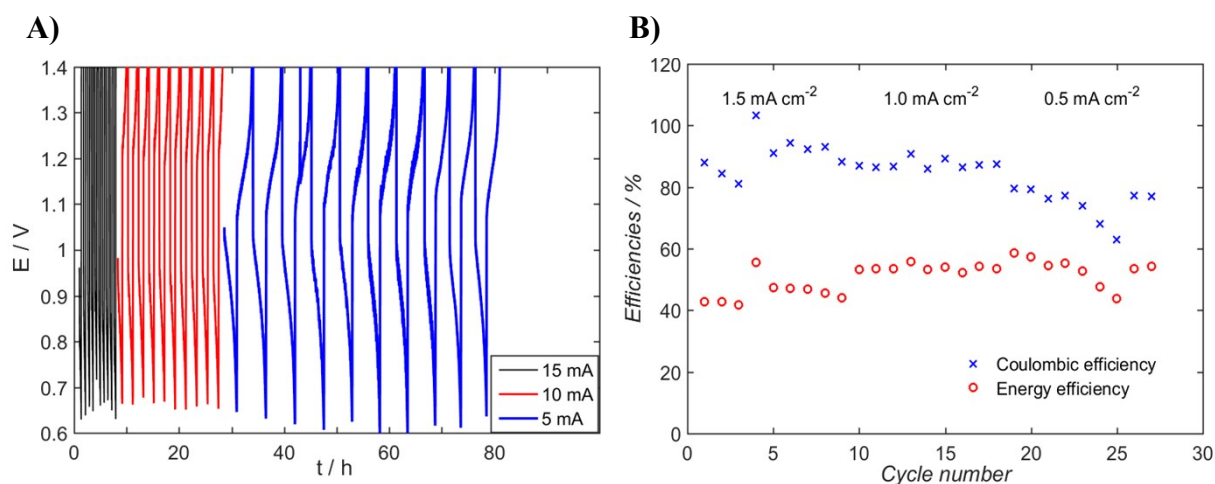 A)
1.4
1.3
1.2
1.1
1
0.9
0.8
0.7
0.6
E / V
0
20
40
60
80
t / h
15 mA
10 mA
5 mA
B)
120
100
80
60
40
20
0
Efficiencies / %
1.5 mA cm-2
1.0 mA cm-2
0.5 mA cm-2
Coulombic efficiency
Energy efficiency
0
5
10
15
20
25
30
Cycle number